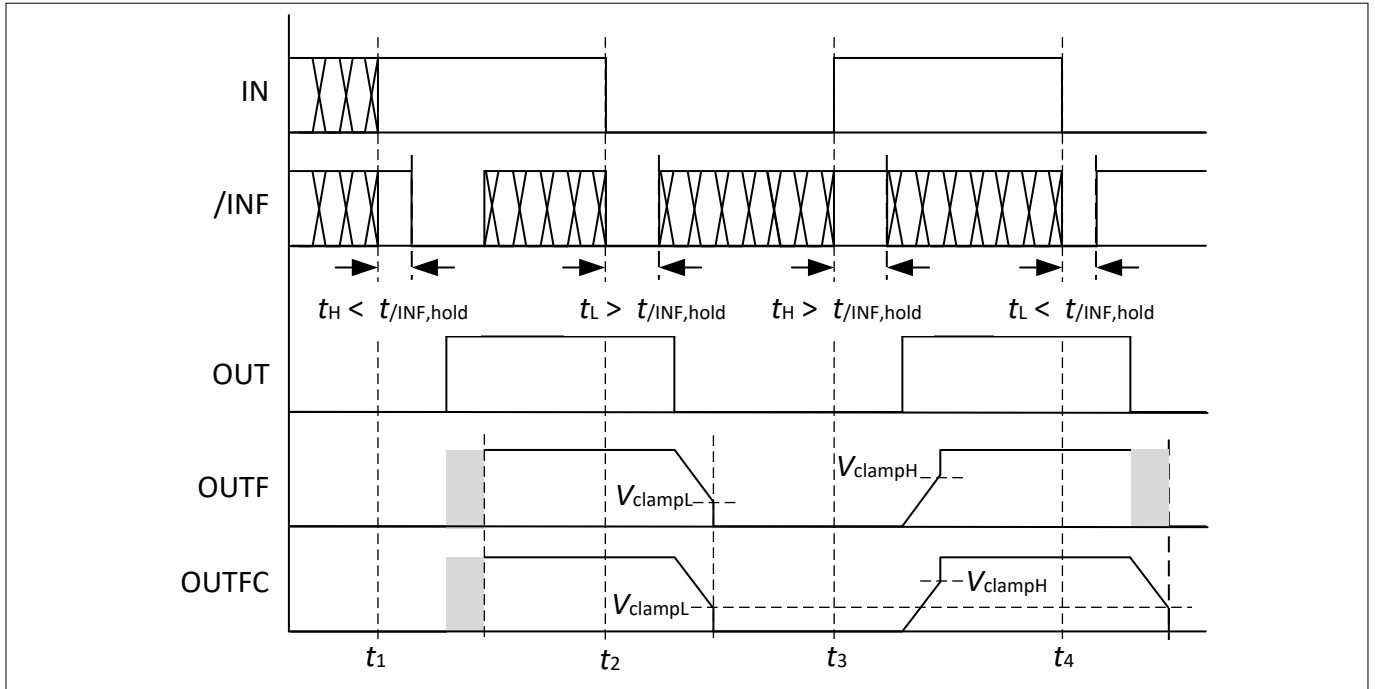 IN
/INF
tH < t/INF,hold tL > t/INF,hold tH > t/INF,hold tL < t/INF,hold
OUT
OUTF
VclampL
VclampH
OUTFC
VclampL
VclampH
t1 t2 t3 t4